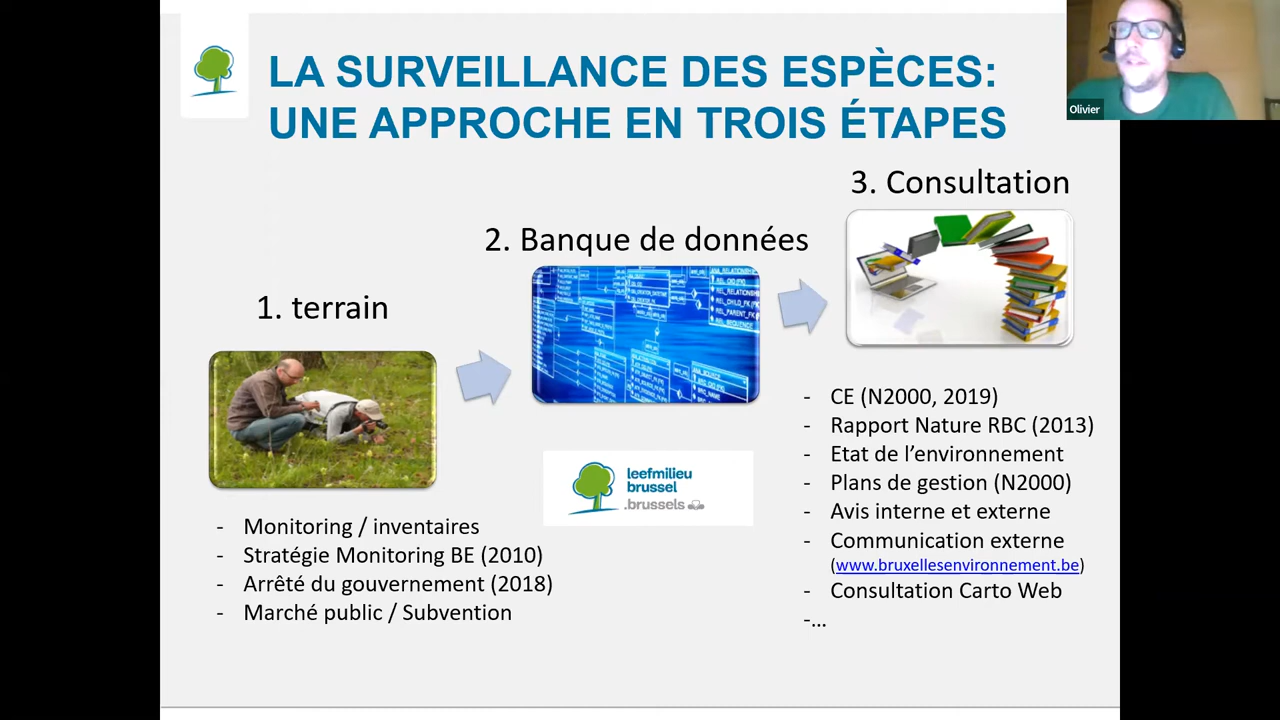 LA SURVEILLANCE DES ESPÈCES:
UNE APPROCHE EN TROIS ÉTAPES
Olivier
3. Consultation
2. Banque de données
1. terrain
- CE (N2000, 2019)
- Rapport Nature RBC (2013)
- Etat de l’environnement
- Plans de gestion (N2000)
- Avis interne et externe
- Communication externe
(www.bruxellesenvironnement.be)
- Consultation Carto Web
-…
leefmilieu
brussel
.brussels
- Monitoring / inventaires
- Stratégie Monitoring BE (2010)
- Arrêté du gouvernement (2018)
- Marché public / Subvention